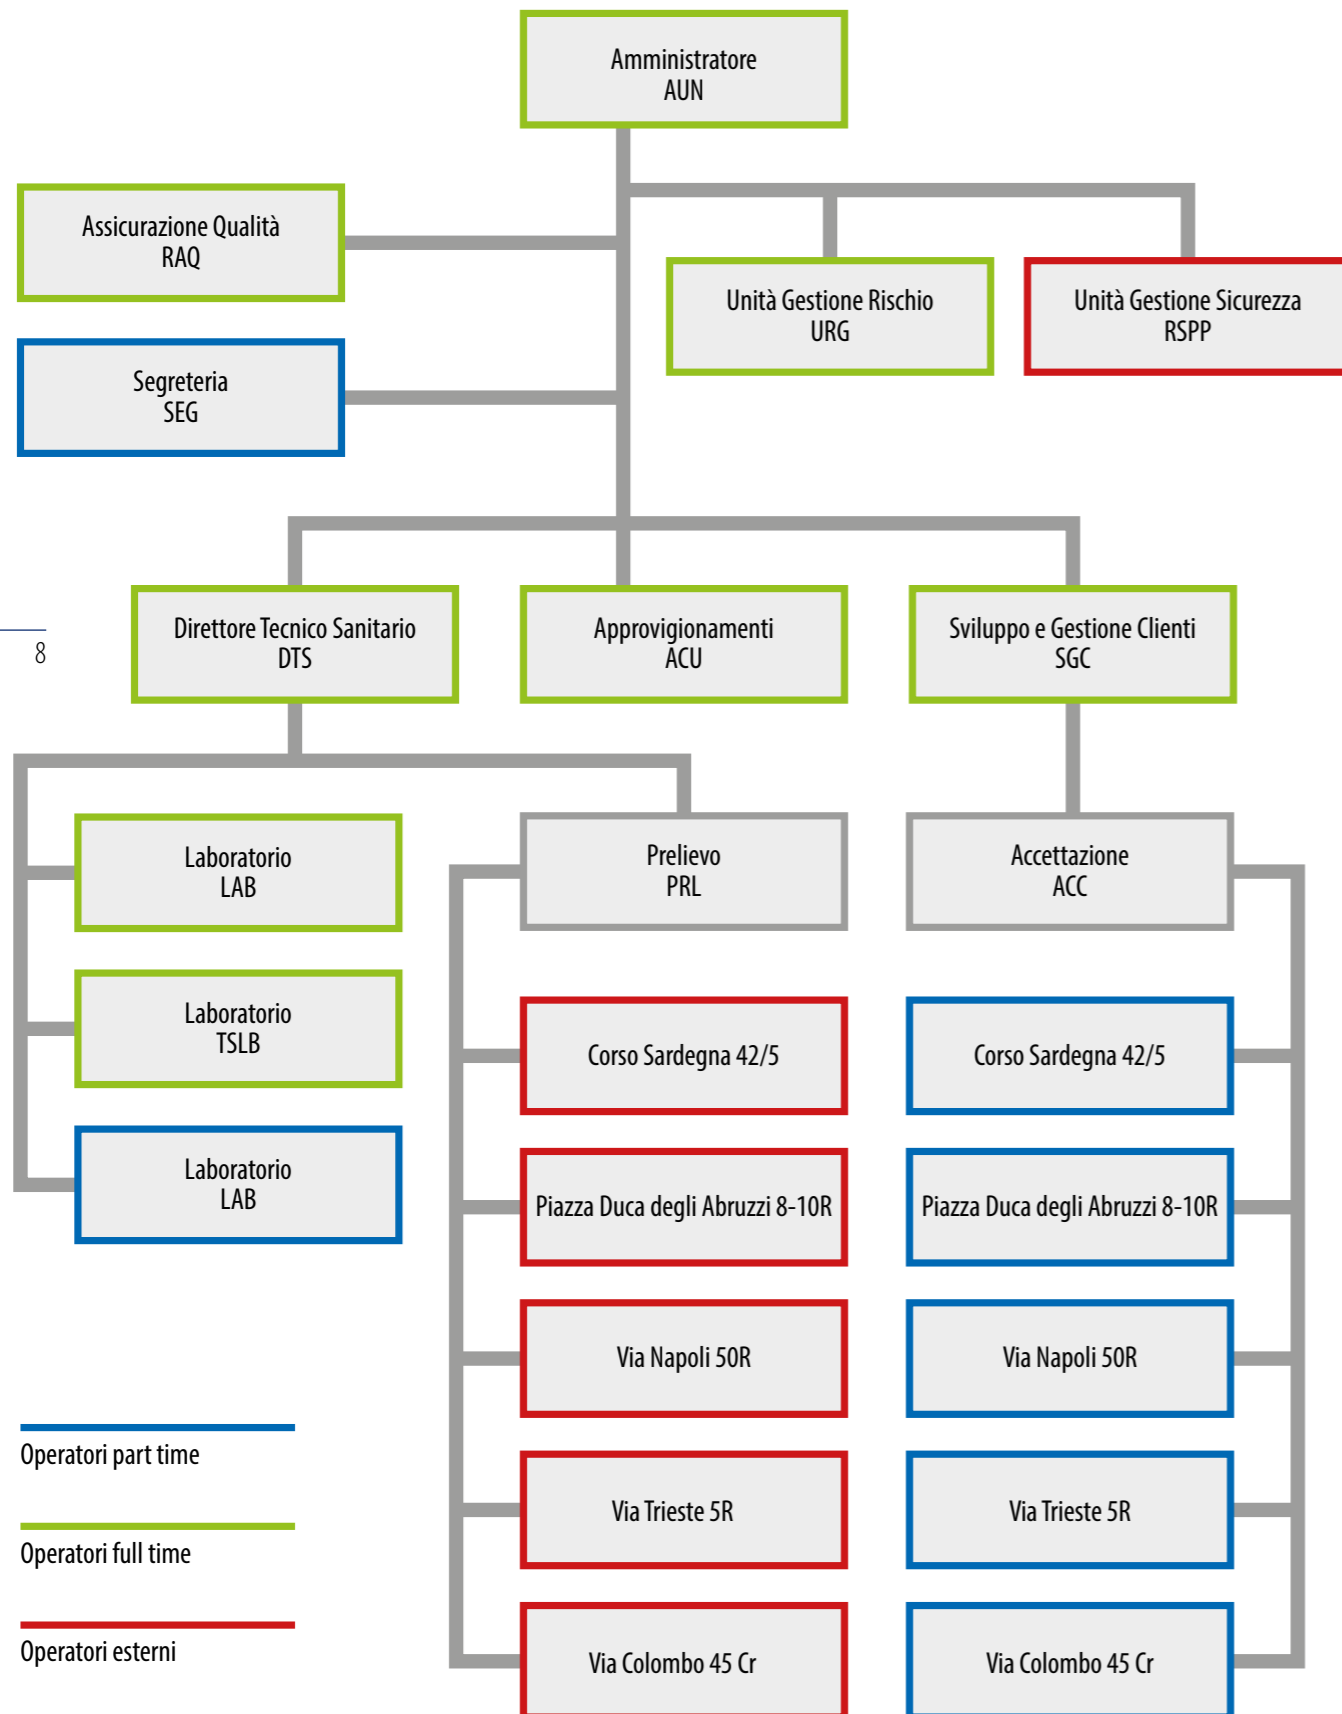 Amministratore
AUN
Assicurazione Qualità
RAQ
Unità Gestione Rischio
URG
Unità Gestione Sicurezza
RSPP
Segreteria
SEG
Direttore Tecnico Sanitario
DTS
Approvigionamenti
ACU
Sviluppo e Gestione Clienti
SGC
8
Laboratorio
LAB
Prelievo
PRL
Accettazione
ACC
Laboratorio
TSLB
Corso Sardegna 42/5
Corso Sardegna 42/5
Laboratorio
LAB
Piazza Duca degli Abruzzi 8-10R
Piazza Duca degli Abruzzi 8-10R
Via Napoli 50R
Via Napoli 50R
Operatori part time
Via Trieste 5R
Via Trieste 5R
Operatori full time
Operatori esterni
Via Colombo 45 Cr
Via Colombo 45 Cr